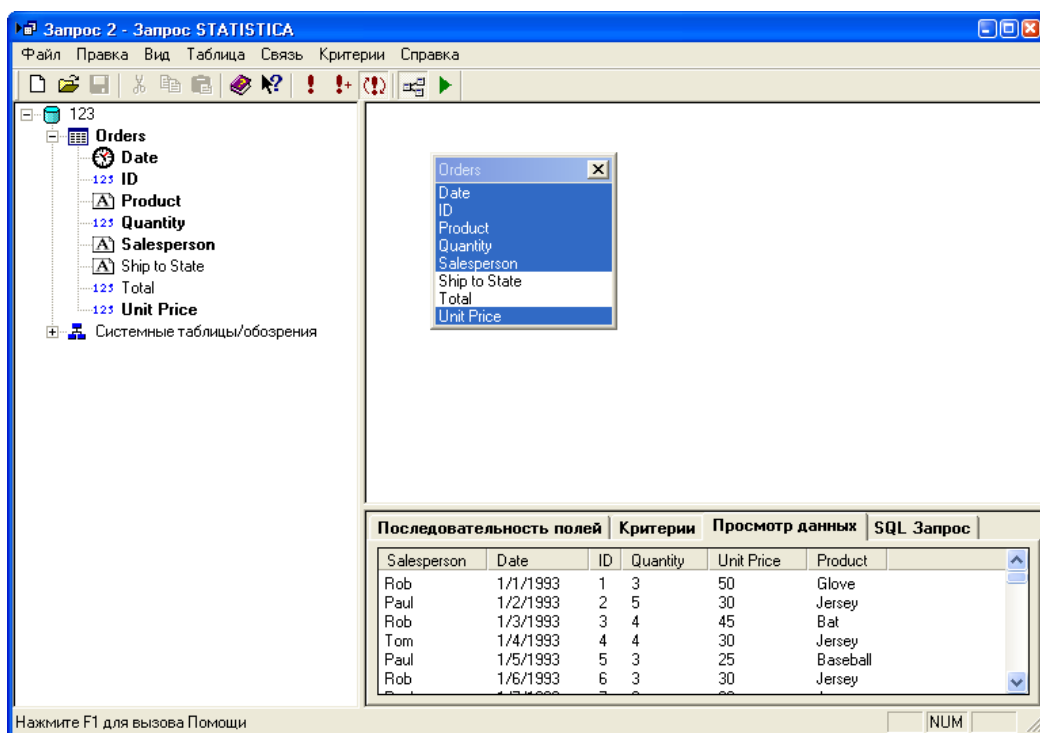 Запрос 2 - Запрос STATISTICA
Файл Правка Вид Таблица Связь Критерии Справка
123
Orders
Date
123 ID
A Product
123 Quantity
A Salesperson
A Ship to State
123 Total
123 Unit Price
Системные таблицы/обозрения
Orders
Date
ID
Product
Quantity
Salesperson
Ship to State
Total
Unit Price
Последовательность полей Критерии Просмотр данных SQL Запрос
Salesperson Date ID Quantity Unit Price Product
Rob 1/1/1993 1 3 50 Glove
Paul 1/2/1993 2 5 30 Jersey
Rob 1/3/1993 3 4 45 Bat
Tom 1/4/1993 4 4 30 Jersey
Paul 1/5/1993 5 3 25 Baseball
Rob 1/6/1993 6 3 30 Jersey
Нажмите F1 для вызова Помощи
NUM